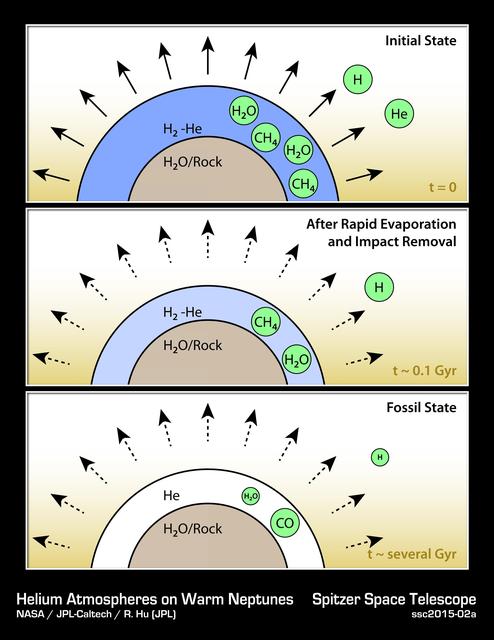 Initial State
H
He
H₂O
CH₄
H₂O
CH₄
H₂ -He
H₂O/Rock
t = 0
After Rapid Evaporation
and Impact Removal
H
H₂ -He
CH₄
H₂O
H₂O/Rock
t ~ 0.1 Gyr
Fossil State
H
He
H₂O
CO
H₂O/Rock
t ~ several Gyr
Helium Atmospheres on Warm Neptunes
NASA / JPL-Caltech / R. Hu (JPL)
Spitzer Space Telescope
ssc2015-02a